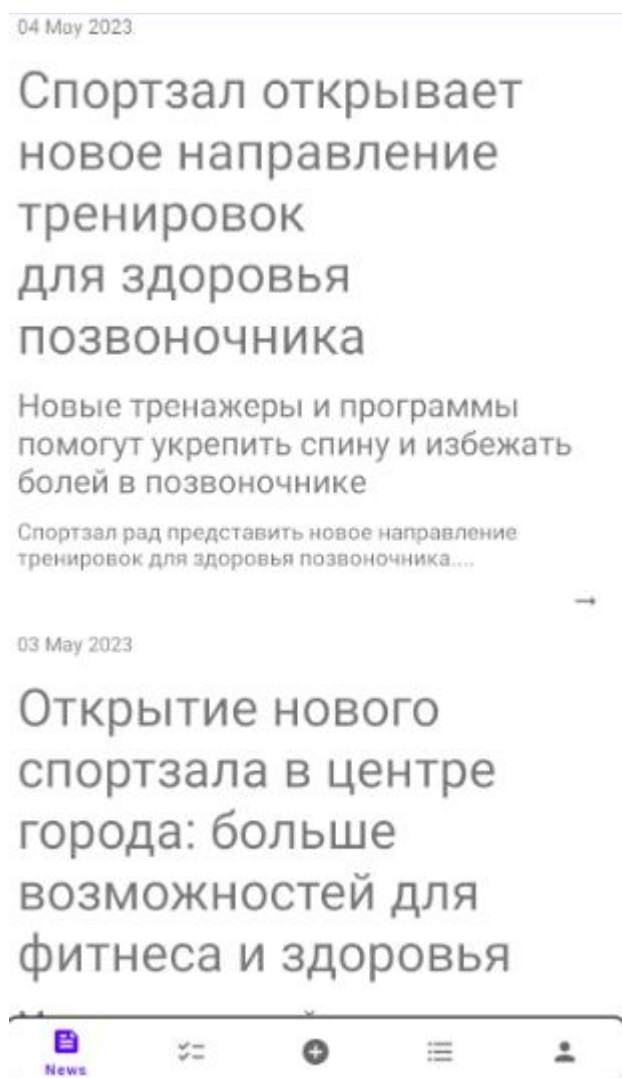 04 May 2023
Спортзал открывает
новое направление
тренировок
для здоровья
позвоночника
Новые тренажеры и программы
помогут укрепить спину и избежать
болей в позвоночнике
Спортзал рад представить новое направление
тренировок для здоровья позвоночника....
→
03 May 2023
Открытие нового
спортзала в центре
города: больше
возможностей для
фитнеса и здоровья
News